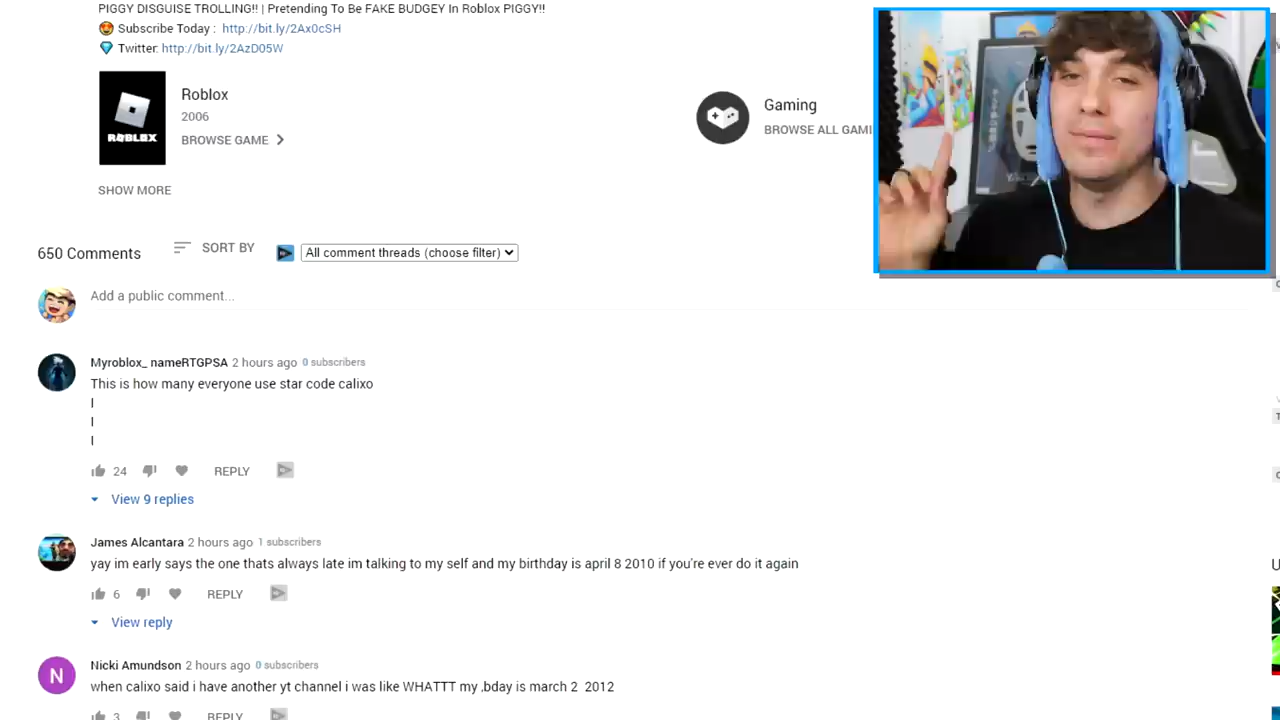 PIGGY DISGUISE TROLLING!! | Pretending To Be FAKE BUDGEY In Roblox PIGGY!!
Subscribe Today : http://bit.ly/2Ax0cSH
Twitter: http://bit.ly/2AzD05W
ROBLOX
Roblox
2006
BROWSE GAME
Gaming
BROWSE ALL GAMI
SHOW MORE
650 Comments
SORT BY
All comment threads (choose filter)
Add a public comment...
Myroblox_ nameRTGPSA 2 hours ago 0 subscribers
This is how many everyone use star code calixo
I
I
I
24 REPLY
View 9 replies
James Alcantara 2 hours ago 1 subscribers
yay im early says the one thats always late im talking to my self and my birthday is april 8 2010 if you're ever do it again
6 REPLY
View reply
N
Nicki Amundson 2 hours ago 0 subscribers
when calixo said i have another yt channel i was like WHATTT my .bday is march 2 2012
3 REPLY